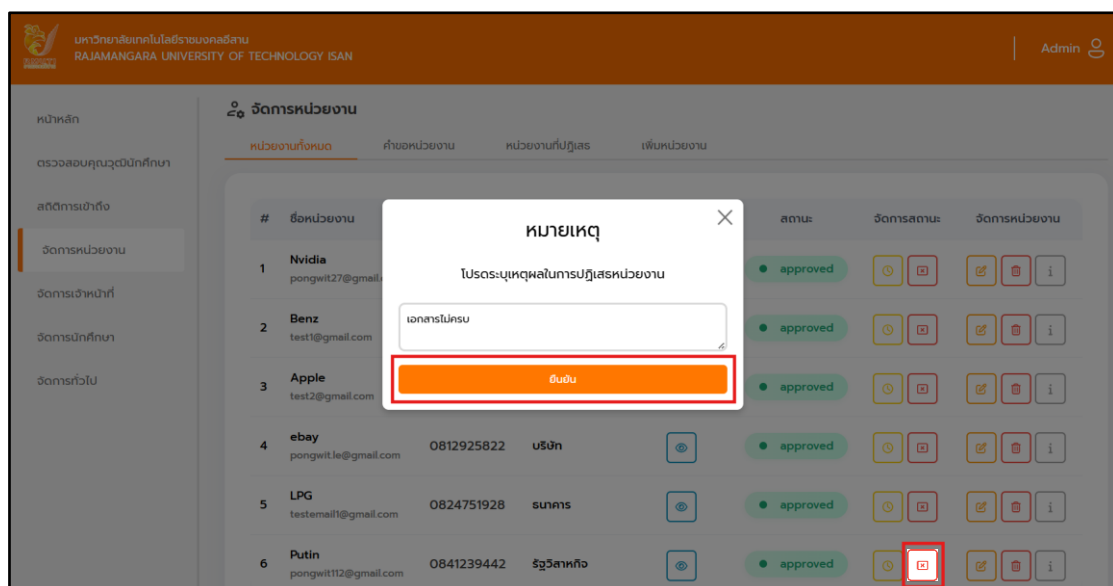 มหาวิทยาลัยเทคโนโลยีราชมงคลอีสาน
RAJAMANGARA UNIVERSITY OF TECHNOLOGY ISAN
Admin
หน้าหลัก
ตรวจสอบคุณวุฒินักศึกษา
สถิติการเข้าถึง
จัดการหน่วยงาน
จัดการเจ้าหน้าที่
จัดการนักศึกษา
จัดการทั่วไป
จัดการหน่วยงาน
หน่วยงานทั้งหมด คำขอหน่วยงาน หน่วยงานที่ปฏิเสธ เพิ่มหน่วยงาน
# ชื่อหน่วยงาน สถานะ จัดการสถานะ จัดการหน่วยงาน
หมายเหตุ
โปรดระบุเหตุผลในการปฏิเสธหน่วยงาน
เอกสารไม่ครบ
ยืนยัน
1 Nvidia approved
pongwit27@gmail.
2 Benz approved
test1@gmail.com
3 Apple approved
test2@gmail.com
4 ebay 0812925822 บริษัท approved
pongwit.le@gmail.com
5 LPG 0824751928 ธนาคาร approved
testemail1@gmail.com
6 Putin 0841239442 รัฐวิสาหกิจ approved
pongwit112@gmail.com